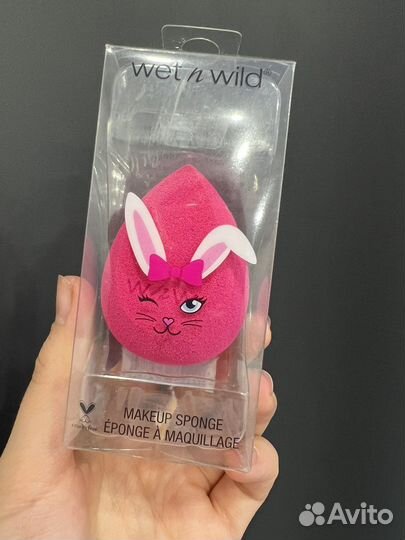 wet n wild®
MAKEUP SPONGE
ÉPONGE À MAQUILLAGE
Avito